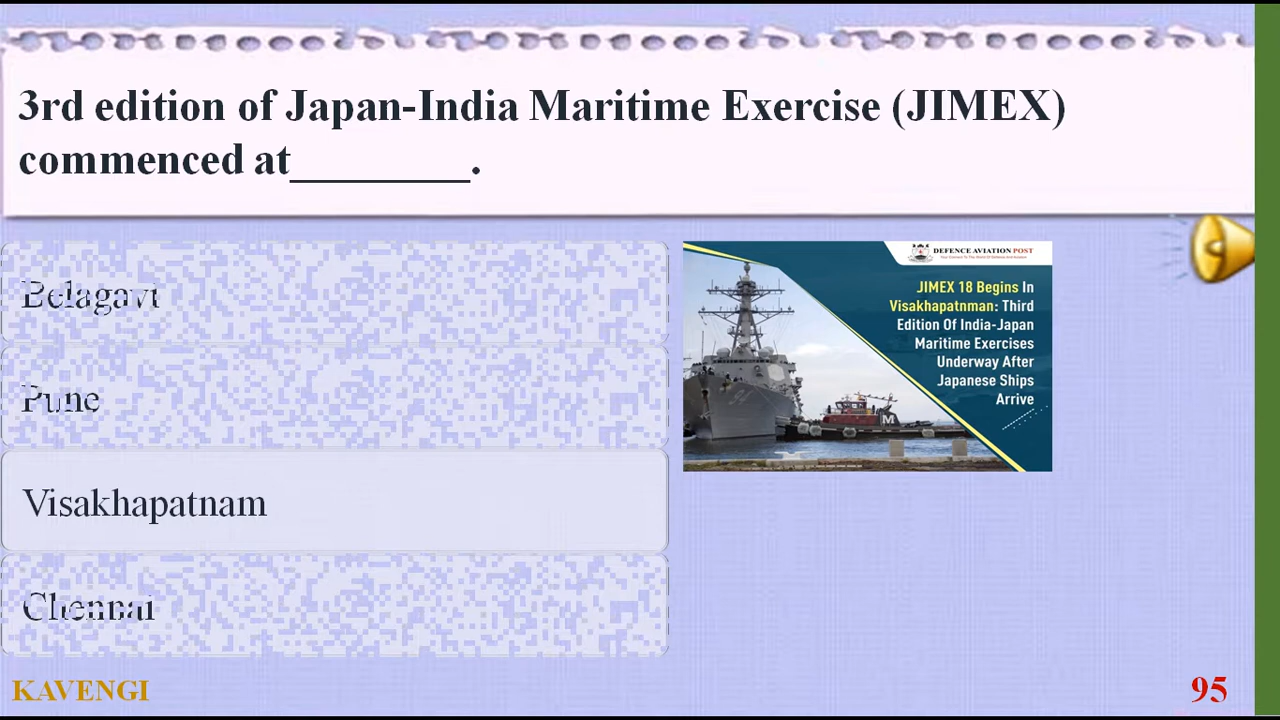 3rd edition of Japan-India Maritime Exercise (JIMEX)
commenced at________.
Belagavi
Pune
Visakhapatnam
Chennai
DEFENCE AVIATION POST
JIMEX 18 Begins In
Visakhapatnman: Third
Edition Of India-Japan
Maritime Exercises
Underway After
Japanese Ships
Arrive
M
KAVENGI
95